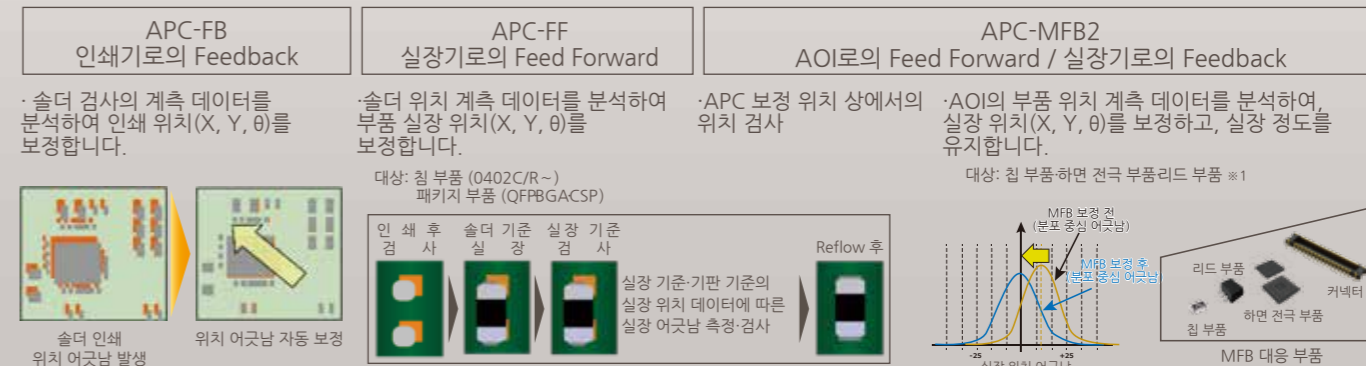 APC-FB
인쇄기로의 Feedback
· 솔더 검사의 계측 데이터를
분석하여 인쇄 위치(X, Y, θ)를
보정합니다.
솔더 인쇄
위치 어긋남 발생
위치 어긋남 자동 보정
APC-FF
실장기로의 Feed Forward
·솔더 위치 계측 데이터를 분석하여
부품 실장 위치(X, Y, θ)를
보정합니다.
대상: 칩 부품 (0402C/R~)
패키지 부품 (QFPBGACSP)
인 쇄 후
검 사
솔더 기준
실 장
실장 기준
검 사
실장 기준·기판 기준의
실장 위치 데이터에 따른
실장 어긋남 측정·검사
Reflow 후
APC-MFB2
AOI로의 Feed Forward / 실장기로의 Feedback
·APC 보정 위치 상에서의
위치 검사
·AOI의 부품 위치 계측 데이터를 분석하여,
실장 위치(X, Y, θ)를 보정하고, 실장 정도를
유지합니다.
대상: 칩 부품·하면 전극 부품·리드 부품 ※1
MFB 보정 전
(분포 중심 어긋남)
MFB 보정 후
(분포 중심 어긋남)
-25
+25
실장 위치 어긋남
리드 부품
커넥터
하면 전극 부품
칩 부품
MFB 대응 부품